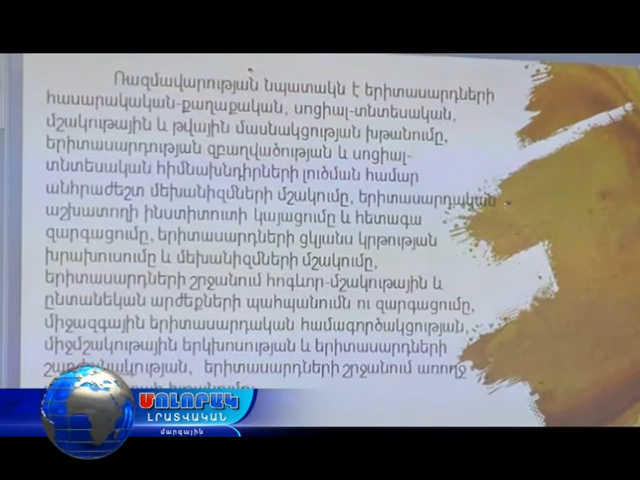 Ռազմավարության նպատակն է երիտասարդների
հասարակական-քաղաքական, սոցիալ-տնտեսական,
մշակութային և թվային մասնակցության խթանումը,
երիտասարդության զբաղվածության և սոցիալ-
տնտեսական հիմնախնդիրների լուծման համար
անհրաժեշտ մեխանիզմների մշակումը, երիտասարդական
աշխատողի ինստիտուտի կայացումը և հետագա
զարգացումը, երիտասարդների ցկյանս կրթության
խրախուսումը և մեխանիզմների մշակումը,
երիտասարդների շրջանում հոգևոր-մշակութային և
ընտանեկան արժեքների պահպանումն ու զարգացումը,
միջազգային երիտասարդական համագործակցության,
միջմշակութային երկխոսության և երիտասարդների
շարժունակության, երիտասարդների շրջանում առողջ
ՄՈԼՈՐԱԿ
ԼՐԱՏՎԱԿԱՆ
մարզային